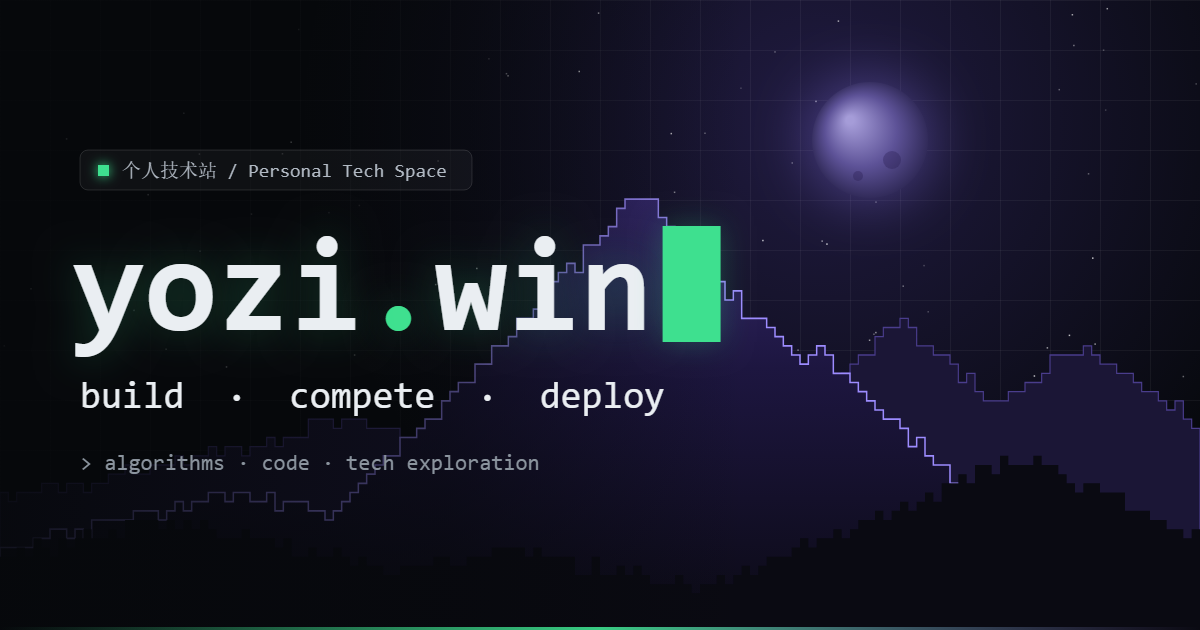 个人技术站 / Personal Tech Space
yozi.win
build · compete · deploy
> algorithms · code · tech exploration